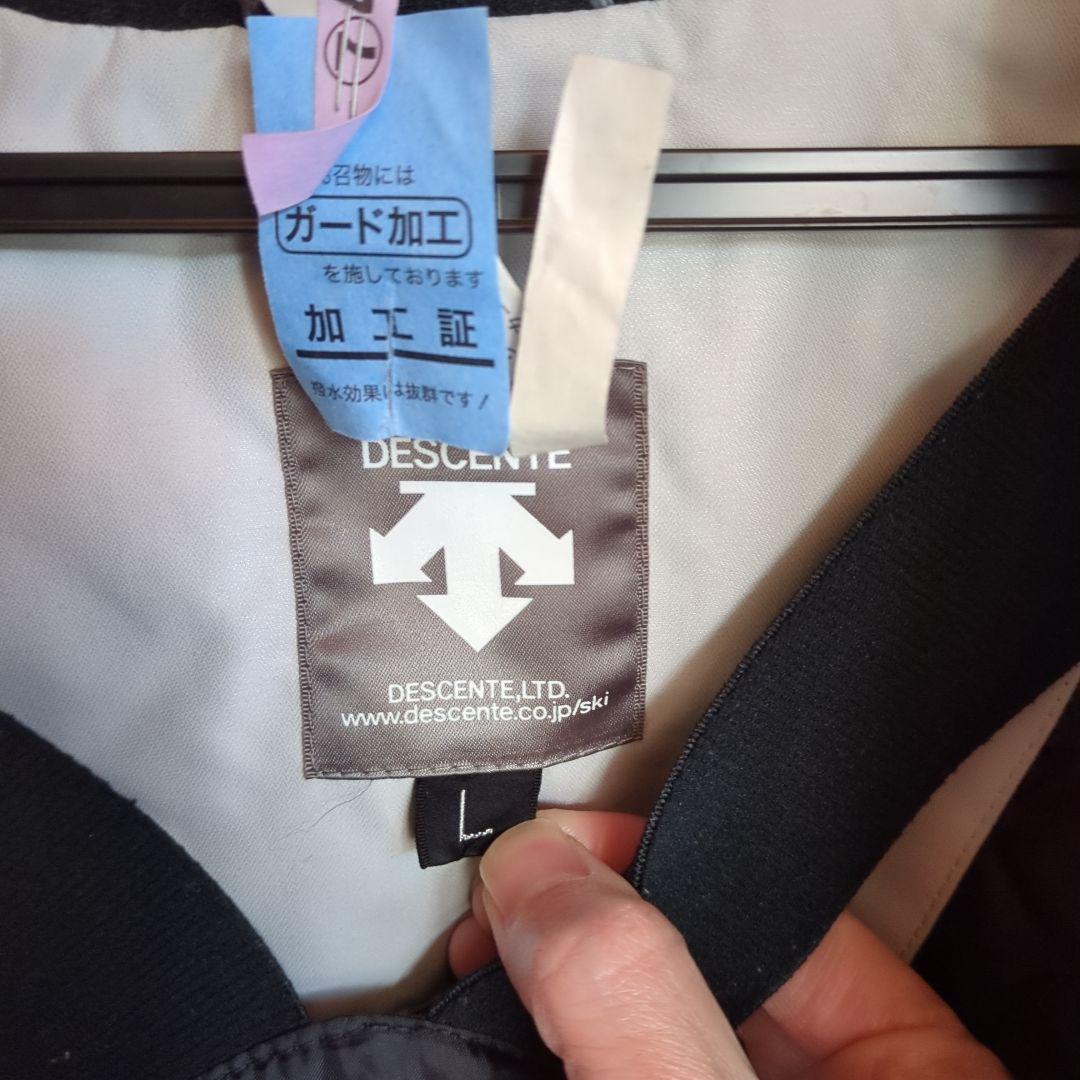 召物には
ガード加工
を施しております
加工証
撥水効果は抜群です!
DESCENTE
DESCENTE,LTD.
www.descente.co.jp/ski
L